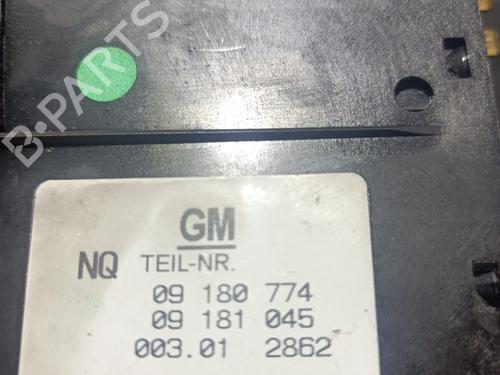 B-PARTS
GM
NQ TEIL-NR.
09 180 774
09 181 045
003.01 2862